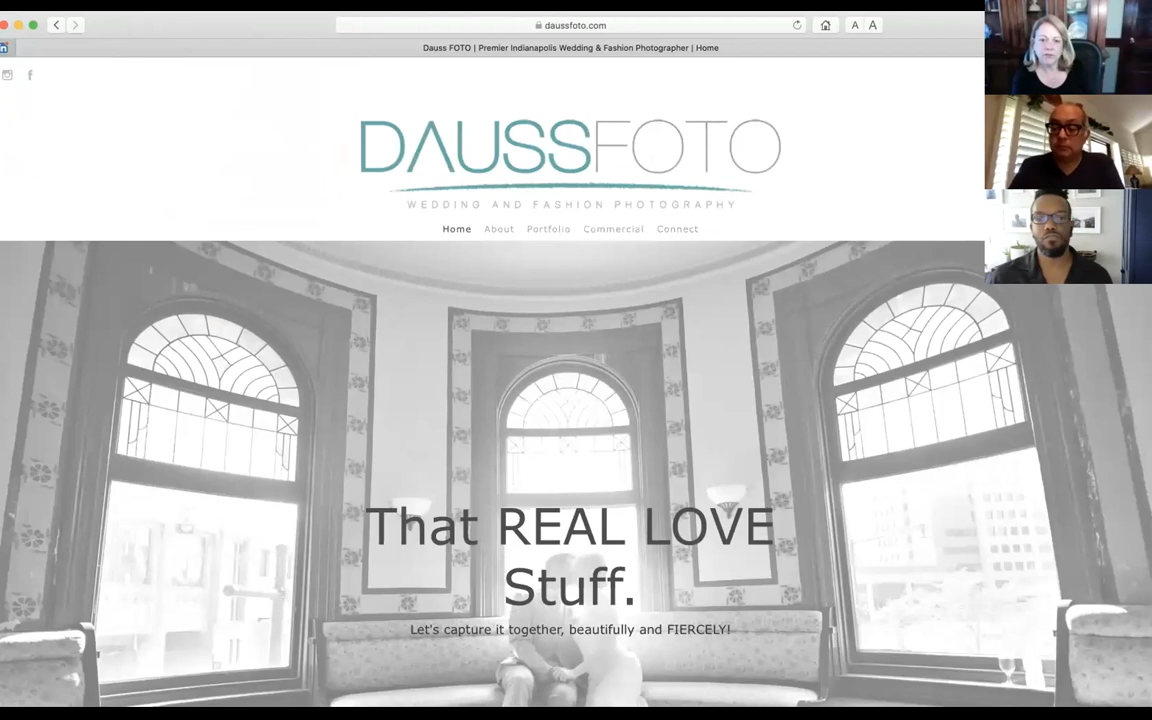 daussfoto.com
A A
Dauss FOTO | Premier Indianapolis Wedding & Fashion Photographer | Home
in
f
DAUSSFOTO
WEDDING AND FASHION PHOTOGRAPHY
Home About Portfolio Commercial Connect
That REAL LOVE
Stuff.
Let's capture it together, beautifully and FIERCELY!